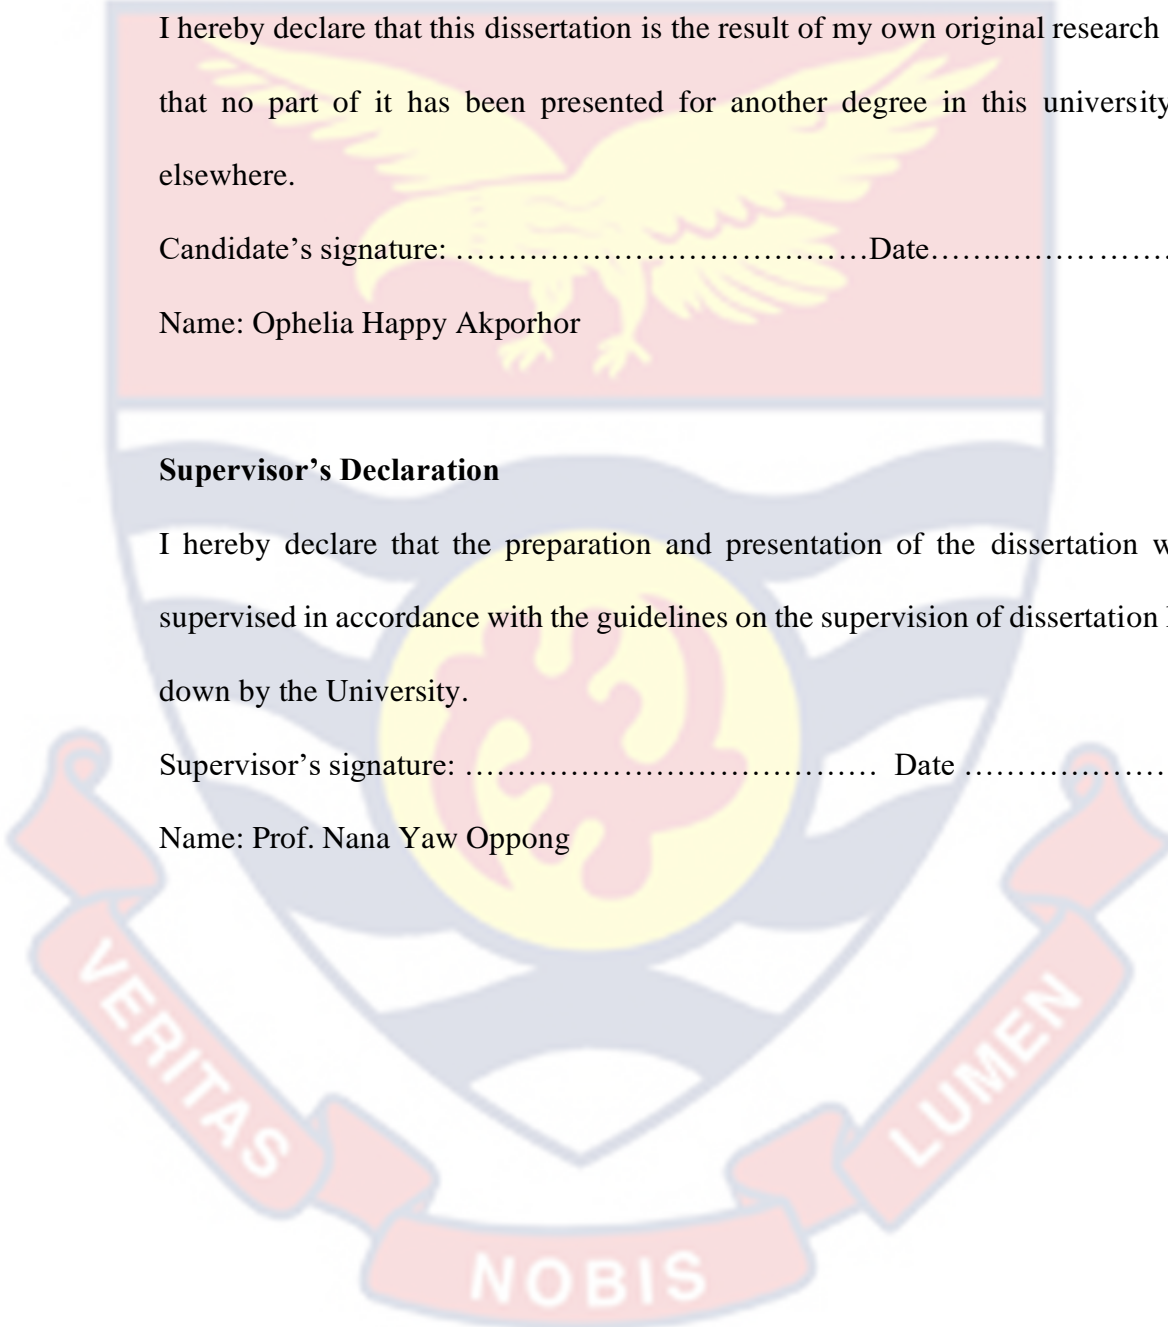 I hereby declare that this dissertation is the result of my own original research
that no part of it has been presented for another degree in this university
elsewhere.
Candidate’s signature: …………………………………Date…….……………
Name: Ophelia Happy Akporhor
Supervisor’s Declaration
I hereby declare that the preparation and presentation of the dissertation w
supervised in accordance with the guidelines on the supervision of dissertation
down by the University.
Supervisor’s signature: ………………………………… Date ………………
Name: Prof. Nana Yaw Oppong
VERITAS
NOBIS
LUMEN